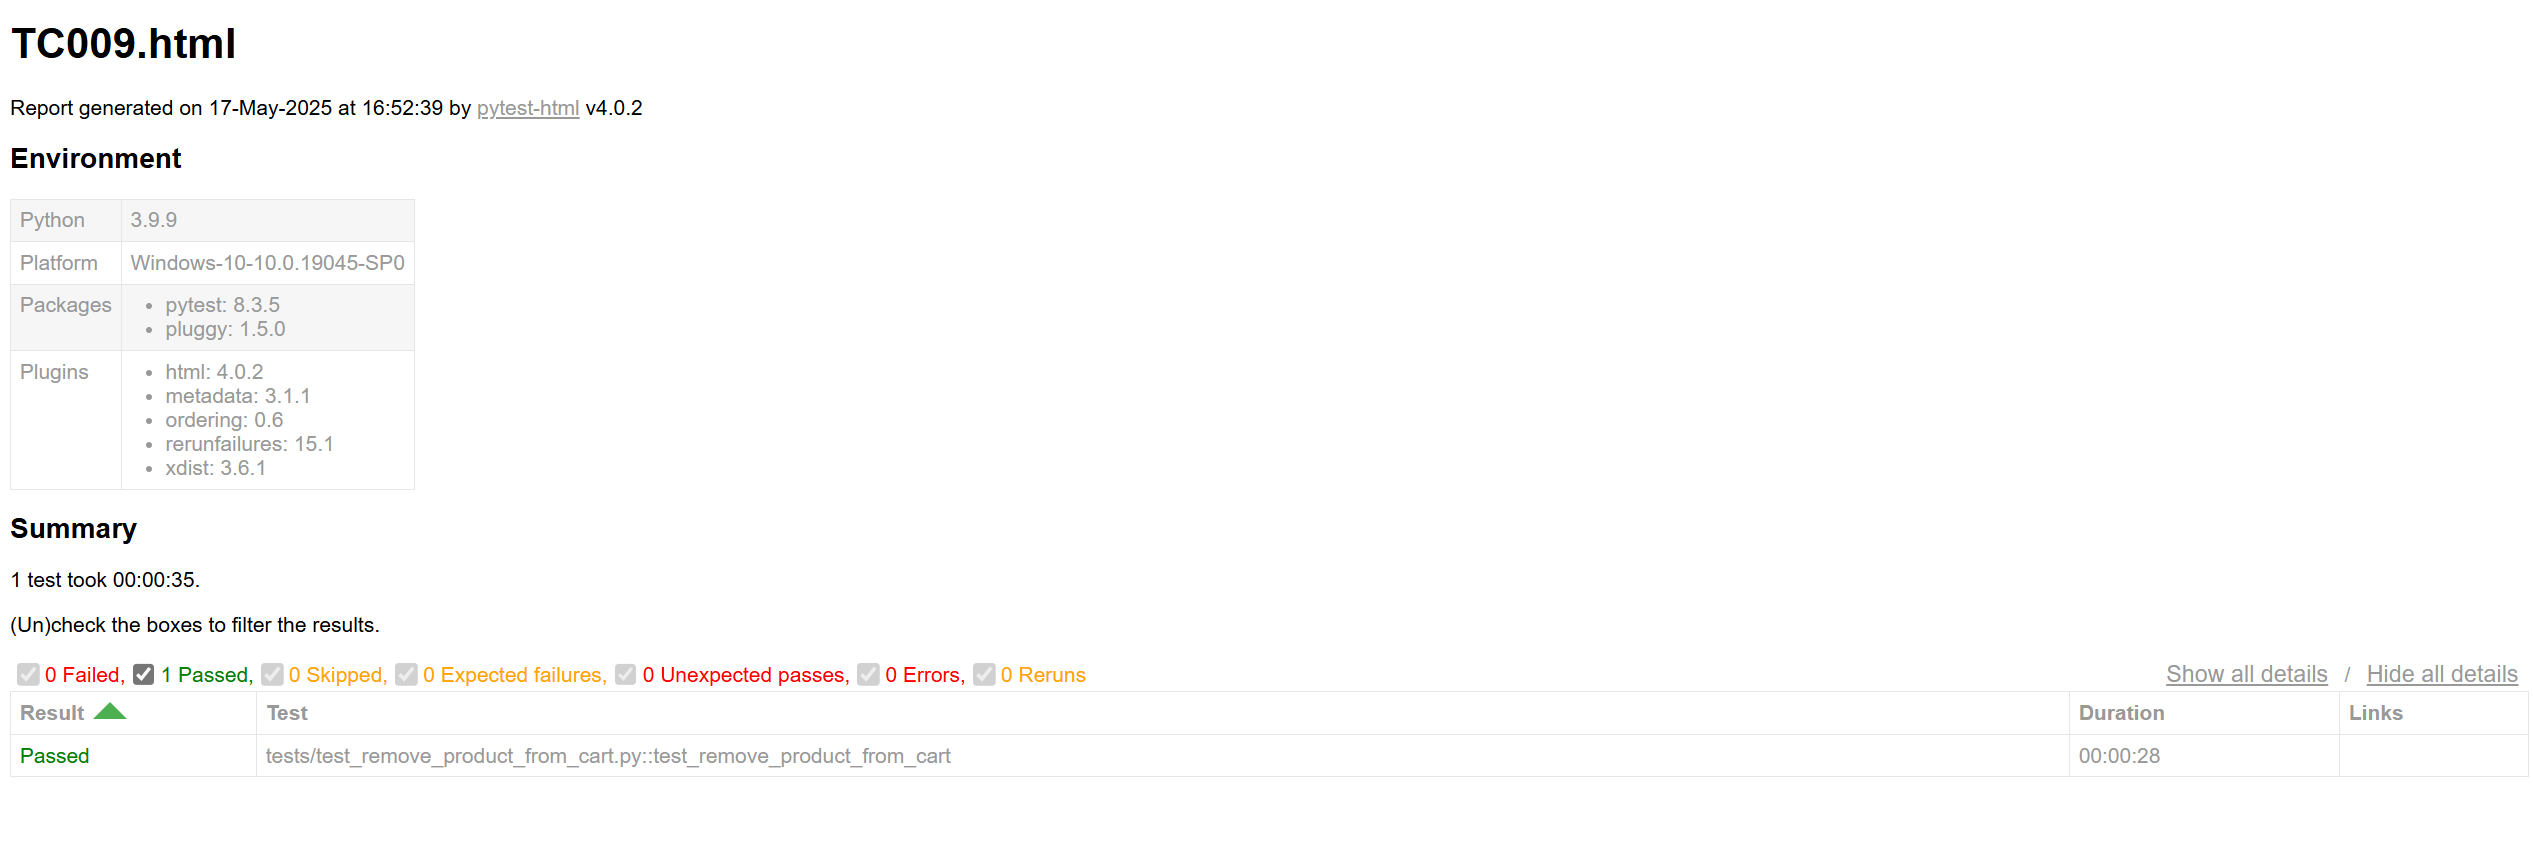 TC009.html
Report generated on 17-May-2025 at 16:52:39 by pytest-html v4.0.2
Environment
Python 3.9.9
Platform Windows-10-10.0.19045-SP0
Packages • pytest: 8.3.5
• pluggy: 1.5.0
Plugins • html: 4.0.2
• metadata: 3.1.1
• ordering: 0.6
• rerunfailures: 15.1
• xdist: 3.6.1
Summary
1 test took 00:00:35.
(Un)check the boxes to filter the results.
0 Failed, 1 Passed, 0 Skipped, 0 Expected failures, 0 Unexpected passes, 0 Errors, 0 Reruns Show all details / Hide all details
Result Test Duration Links
Passed tests/test_remove_product_from_cart.py::test_remove_product_from_cart 00:00:28